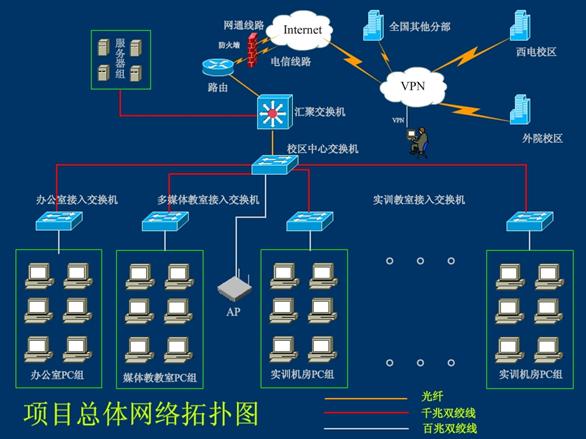 网通线路
Internet
全国其他分部
服务器组
防火墙
电信线路
西电校区
路由
VPN
汇聚交换机
VPN
外院校区
校区中心交换机
办公室接入交换机
多媒体教室接入交换机
实训教室接入交换机
AP
办公室PC组
媒体教教室PC组
实训机房PC组
实训机房PC组
项目总体网络拓扑图
光纤
千兆双绞线
百兆双绞线